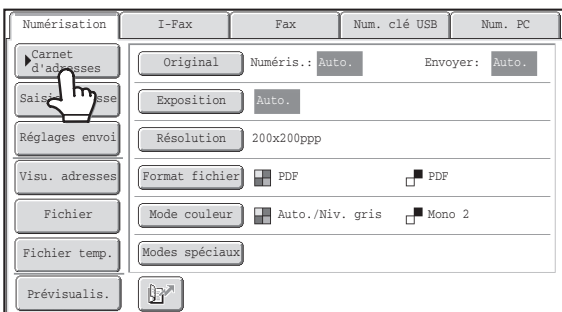 Numérisation I-Fax Fax Num. clé USB Num. PC
Carnet
d'adresses
Original Numéris.: Auto. Envoyer: Auto.
Exposition Auto.
Réglages envoi Résolution 200x200ppp
Visu. adresses Format fichier PDF PDF
Fichier Mode couleur Auto./Niv. gris Mono 2
Fichier temp. Modes spéciaux
Prévisualis.